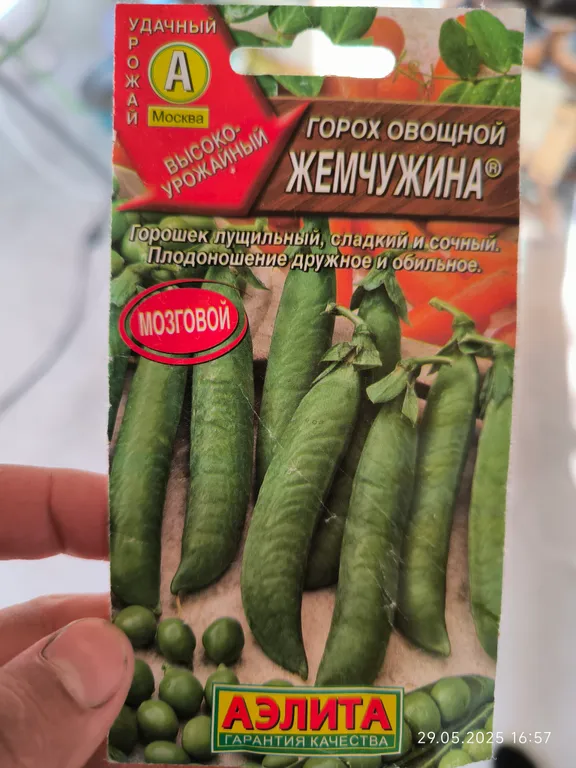 УДАЧНЫЙ
УРОЖАЙ
А
Москва
ВЫСОКО-
УРОЖАЙНЫЙ
ГОРОХ ОВОЩНОЙ
ЖЕМЧУЖИНА®
Горошек лущильный, сладкий и сочный.
Плодоношение дружное и обильное.
МОЗГОВОЙ
АЭЛИТА
ГАРАНТИЯ КАЧЕСТВА
29.05.2025 16:57